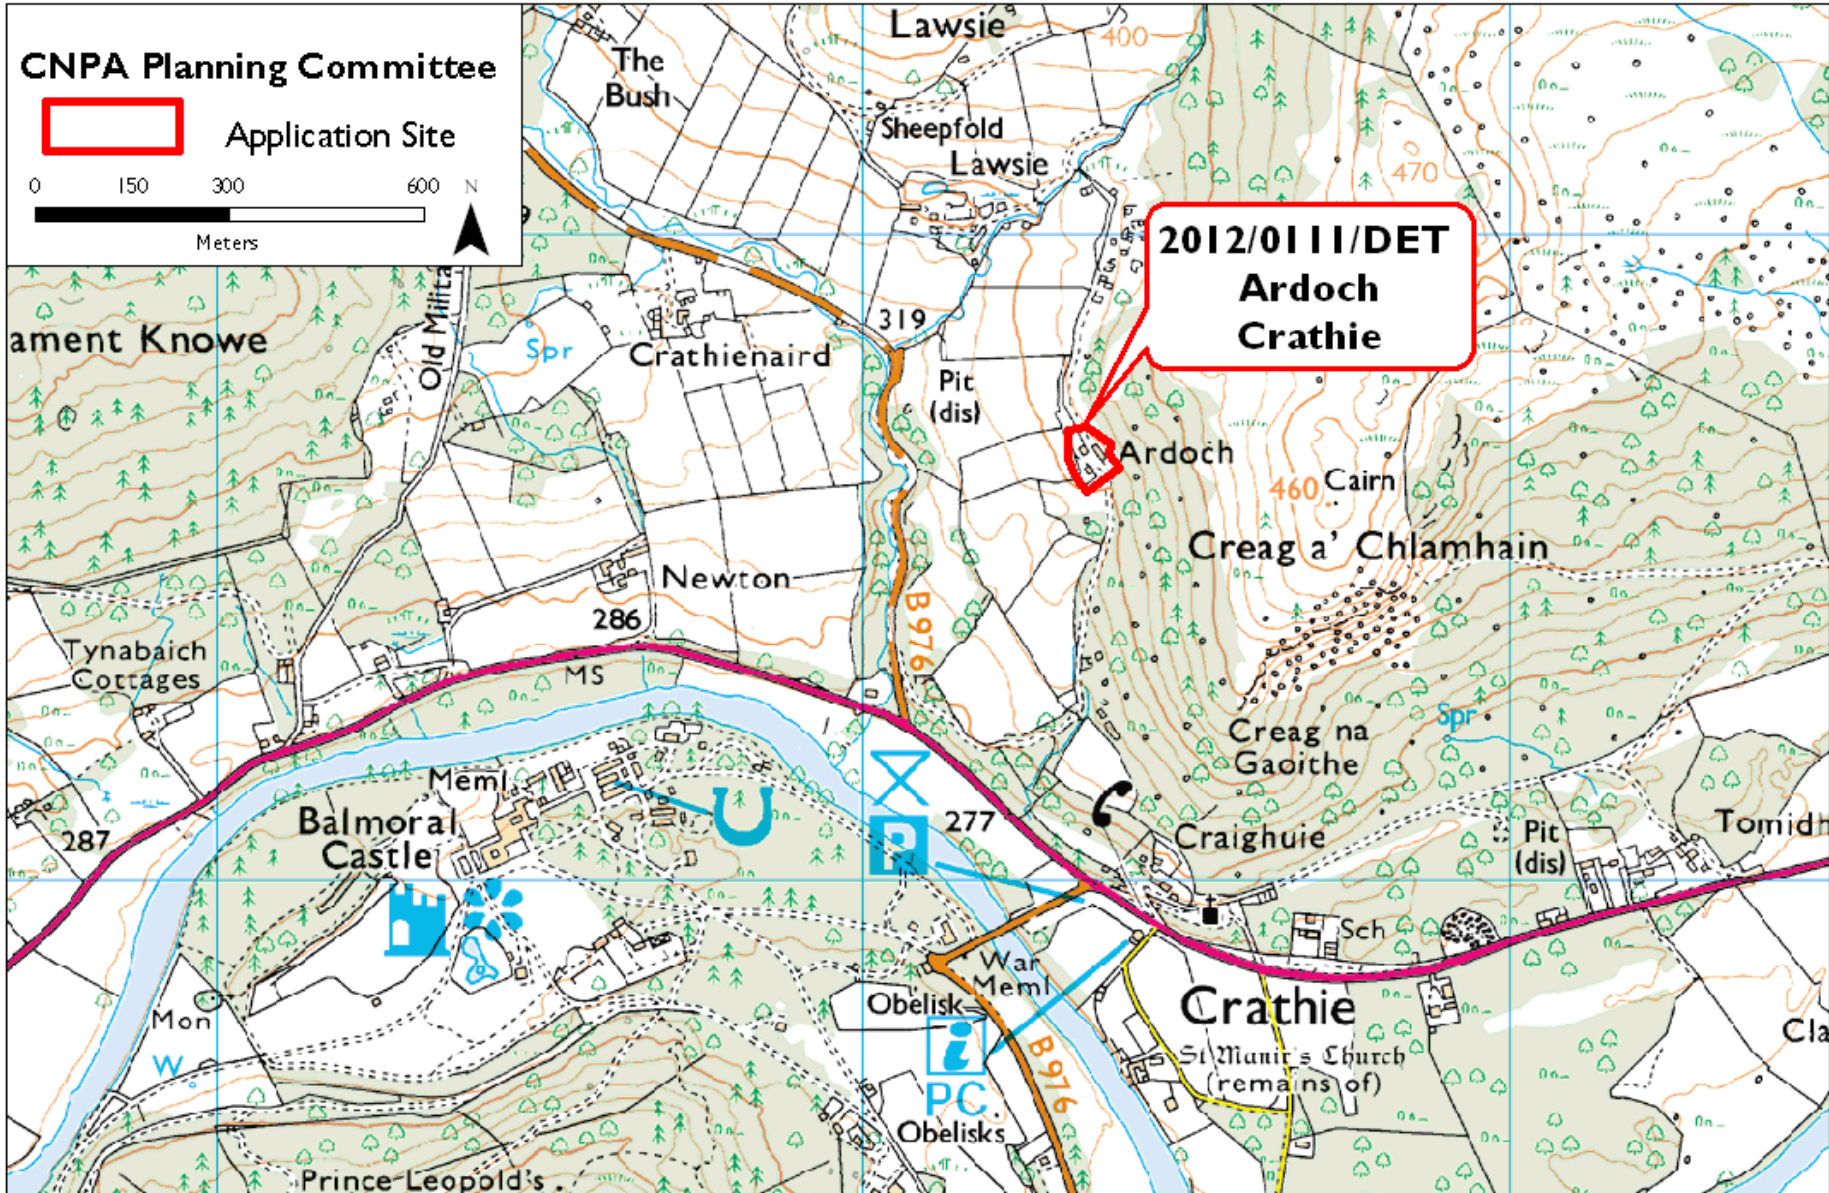 CNPA Planning Committee
Application Site
0 150 300 600 N
Meters
Lawsie
400
The
Bush
Sheepfold
Lawsie
470
2012/0111/DET
Ardoch
Crathie
ament Knowe
Old Milita
Spr
Crathienaird
319
Pit
(dis)
Ardoch
460
Cairn
Creag a' Chlamhain
Newton
286
B976
Tynabaich
Cottages
MS
Creag na
Gaoithe
Spr
Meml
Balmoral
Castle
287
277
P
Craighuie
Pit
(dis)
Tomidh
Sch
War
Meml
Obelisk
Crathie
Mon
W
i
PC
B976
St Manir's Church
(remains of)
Cla
Obelisks
Prince Leopold's